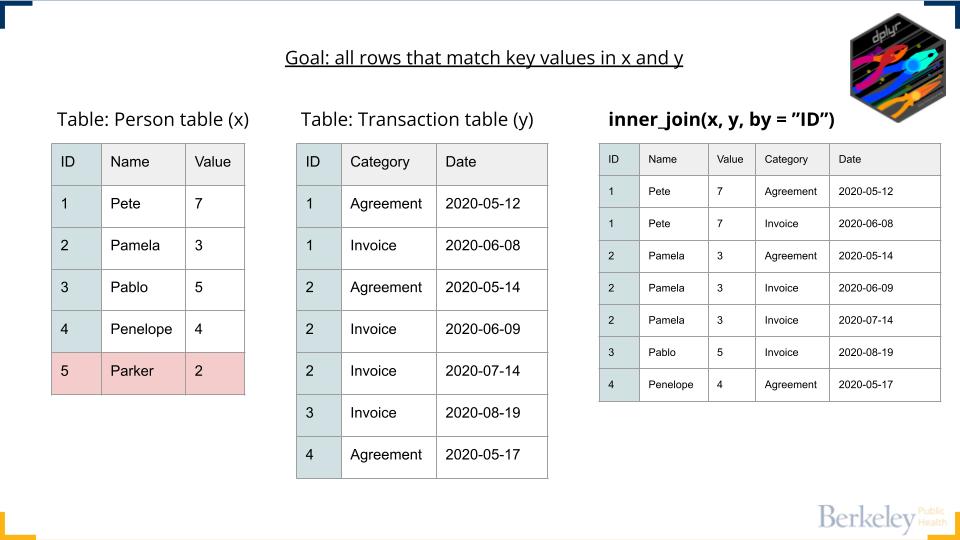 dplyr
Goal: all rows that match key values in x and y
Table: Person table (x)
ID Name Value
1 Pete 7
2 Pamela 3
3 Pablo 5
4 Penelope 4
5 Parker 2
Table: Transaction table (y)
ID Category Date
1 Agreement 2020-05-12
1 Invoice 2020-06-08
2 Agreement 2020-05-14
2 Invoice 2020-06-09
2 Invoice 2020-07-14
3 Invoice 2020-08-19
4 Agreement 2020-05-17
inner_join(x, y, by = ”ID”)
ID Name Value Category Date
1 Pete 7 Agreement 2020-05-12
1 Pete 7 Invoice 2020-06-08
2 Pamela 3 Agreement 2020-05-14
2 Pamela 3 Invoice 2020-06-09
2 Pamela 3 Invoice 2020-07-14
3 Pablo 5 Invoice 2020-08-19
4 Penelope 4 Agreement 2020-05-17
Berkeley Public
Health